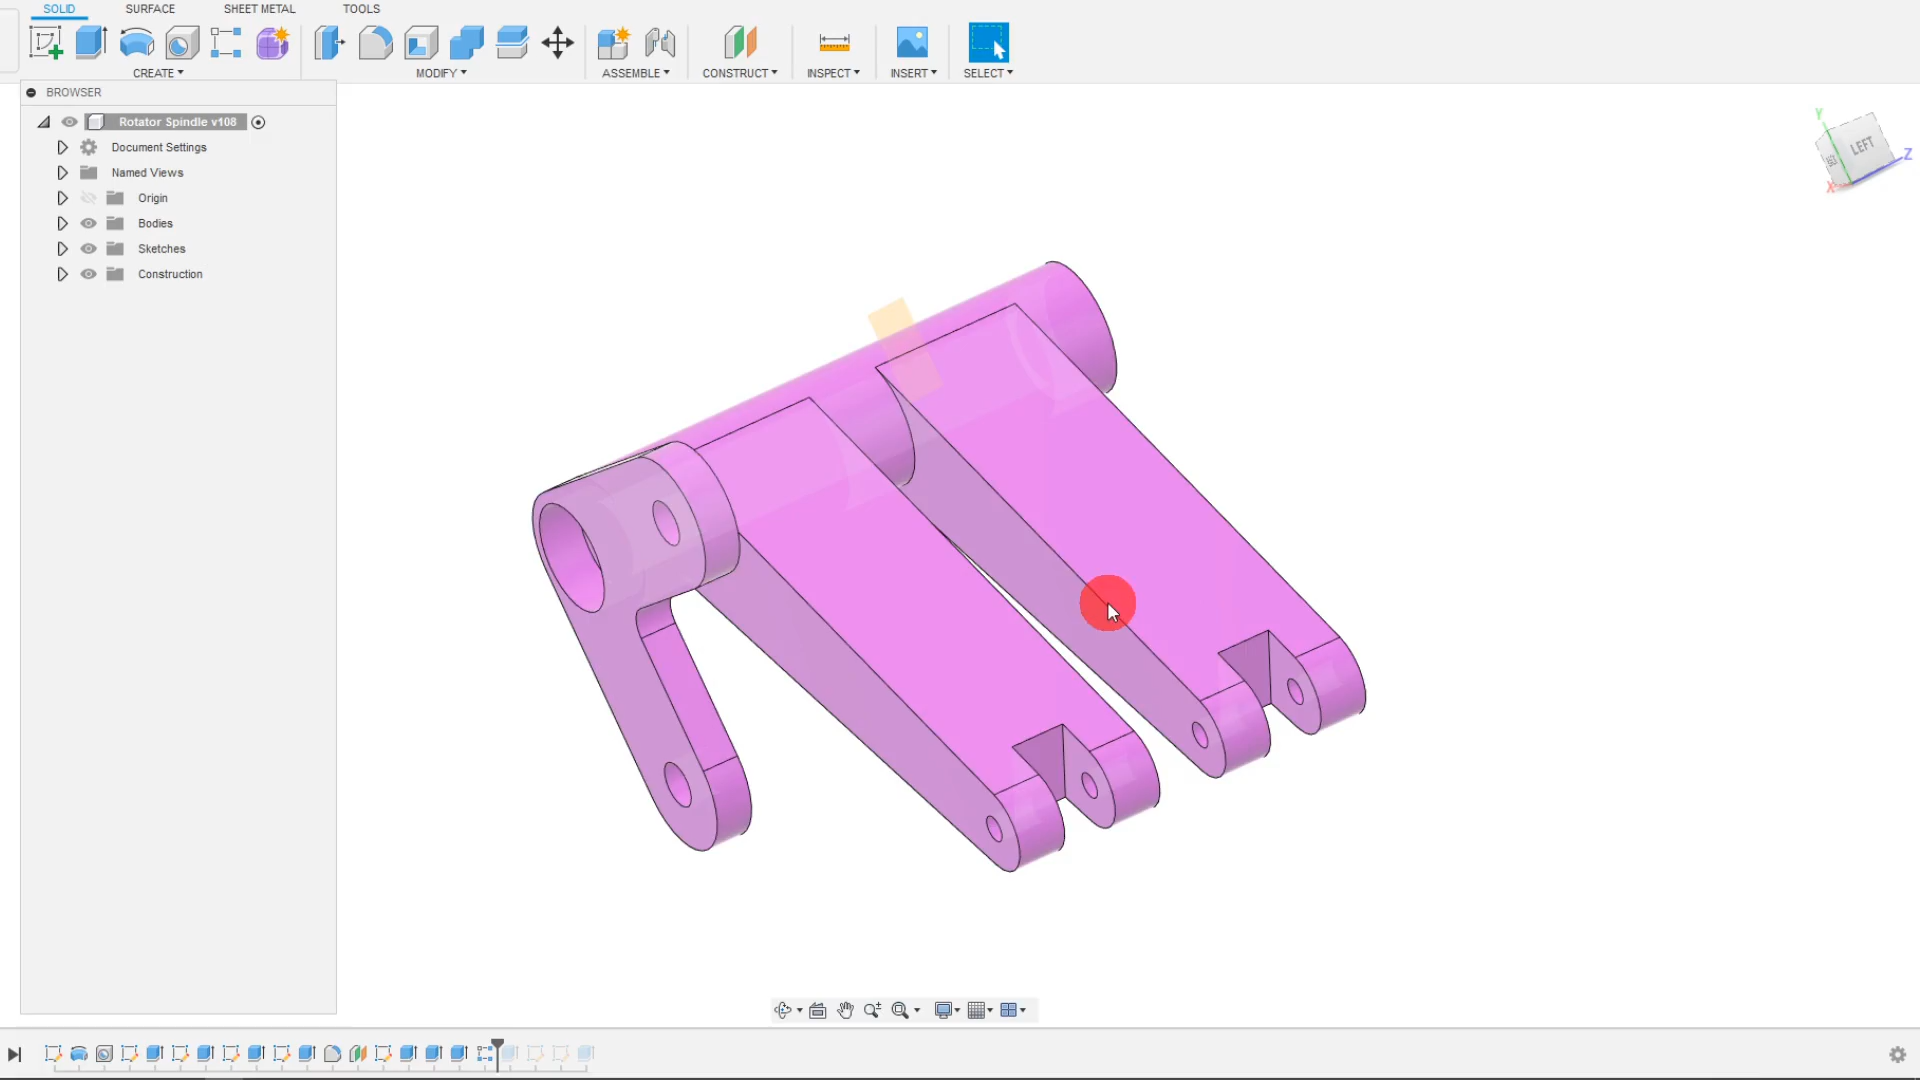 SOLID SURFACE SHEET METAL TOOLS
CREATE MODIFY ASSEMBLE CONSTRUCT INSPECT INSERT SELECT
BROWSER
Rotator Spindle v108
Document Settings
Named Views
Origin
Bodies
Sketches
Construction
Y
LEFT
Z
X